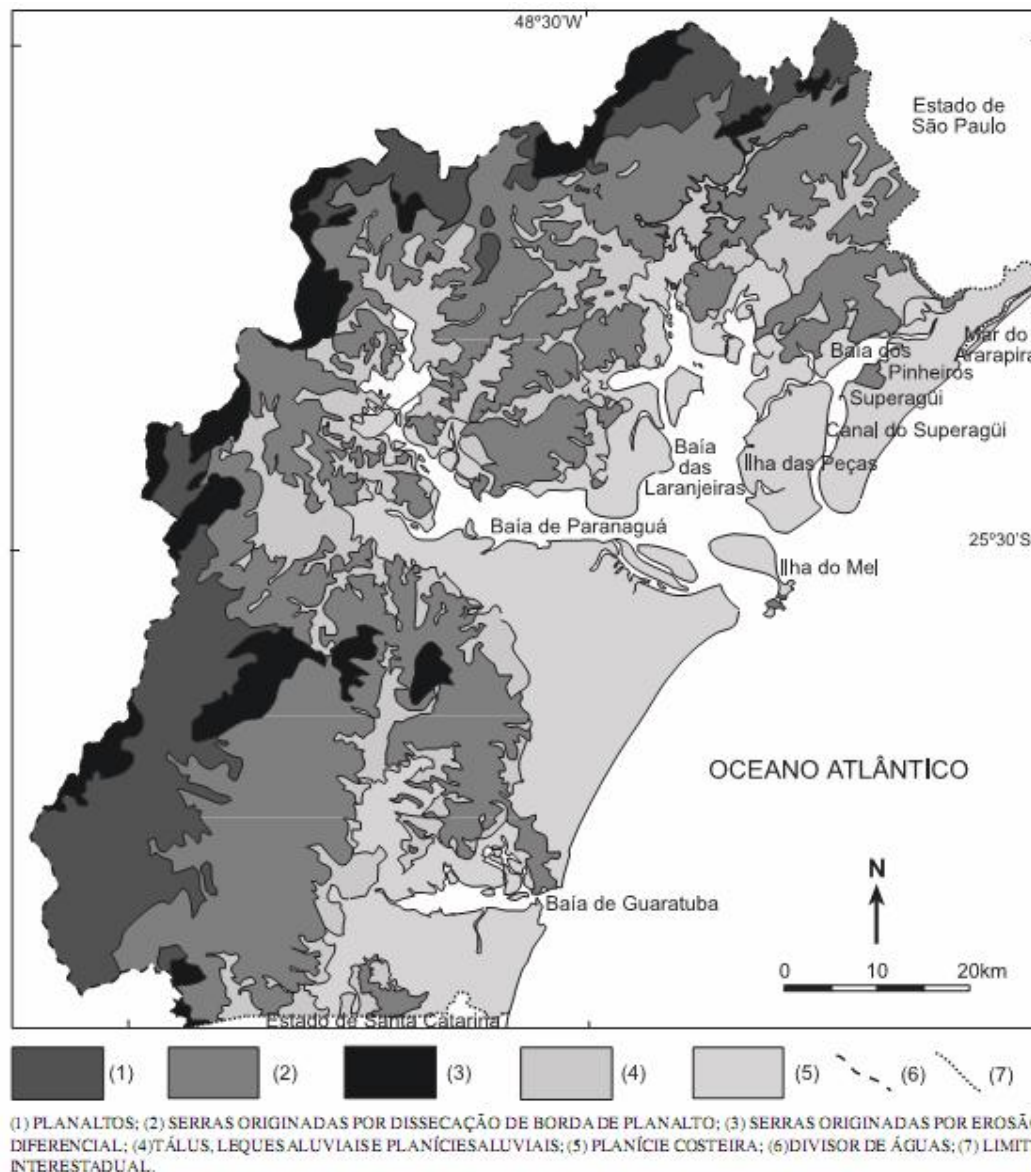 48°30'W
Estado de
São Paulo
Mar do
Ararapira
Baía dos
Pinheiros
Superagúi
Canal do Superagüi
Ilha das Peças
Baía
das
Laranjeiras
Baía de Paranaguá
25°30'S
Ilha do Mel
OCEANO ATLÂNTICO
N
Baía de Guaratuba
0 10 20km
Estado de Santa Catarina
(1) (2) (3) (4) (5) (6) (7)
(1) PLANALTOS; (2) SERRAS ORIGINADAS POR DISSECAÇÃO DE BORDA DE PLANALTO; (3) SERRAS ORIGINADAS POR EROSÃO
DIFERENCIAL; (4) TÁLUS, LEQUES ALUVIAIS E PLANÍCIES ALUVIAIS; (5) PLANÍCIE COSTEIRA; (6) DIVISOR DE ÁGUAS; (7) LIMIT
INTERESTADUAL.